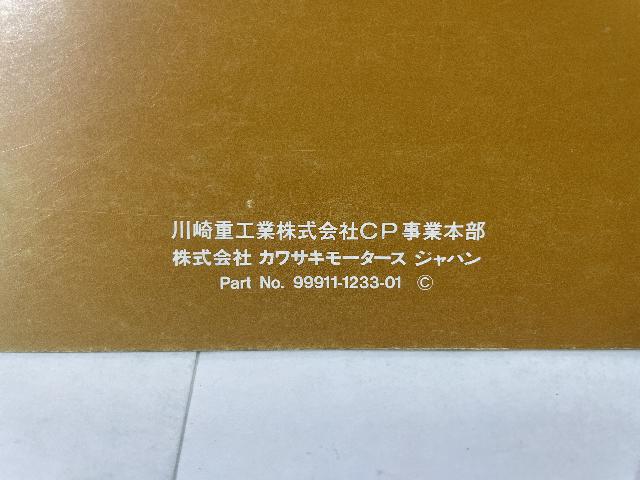 川崎重工業株式会社CP事業本部
株式会社 カワサキモータース ジャパン
Part No. 99911-1233-01 ©